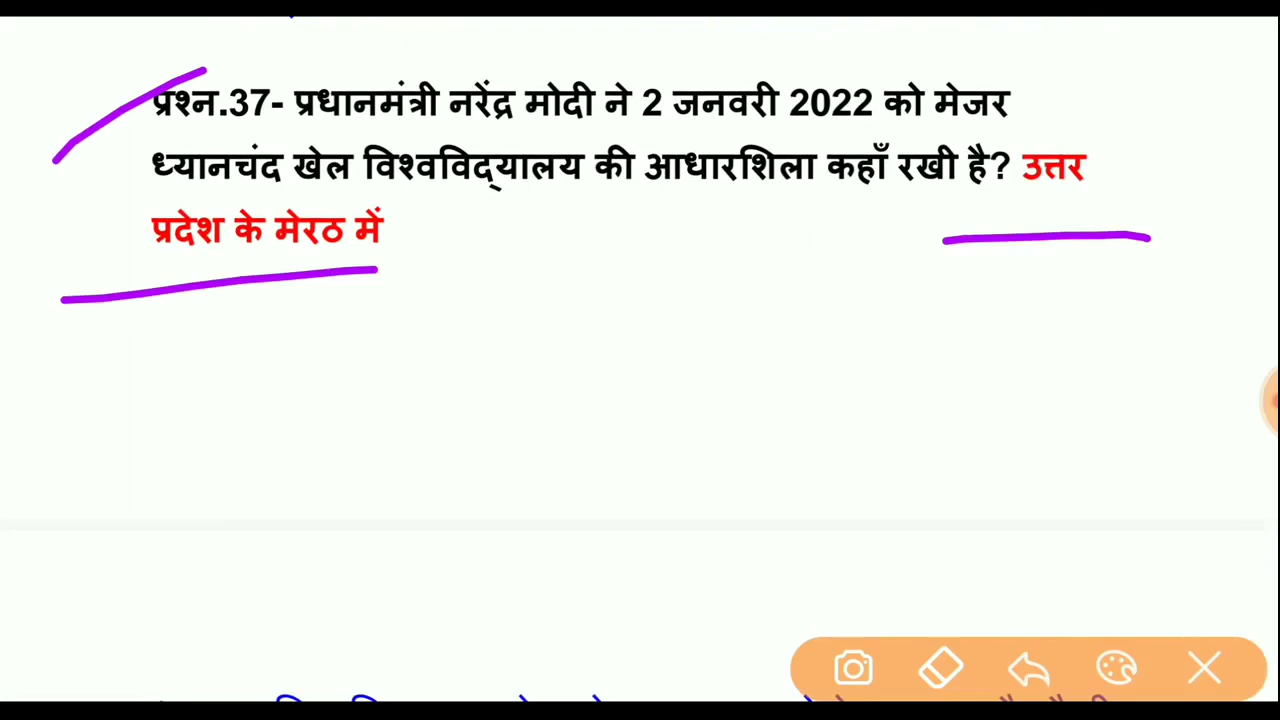 प्रश्न.37- प्रधानमंत्री नरेंद्र मोदी ने 2 जनवरी 2022 को मेजर
ध्यानचंद खेल विश्वविद्यालय की आधारशिला कहाँ रखी है? उत्तर
प्रदेश के मेरठ में